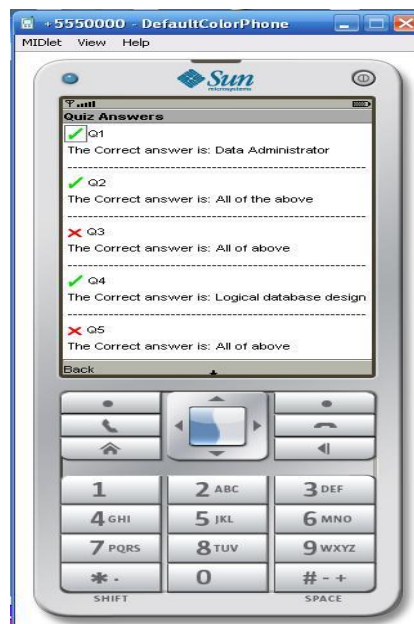 +5550000 - DefaultColorPhone
MIDlet View Help
Sun
microsystems
Quiz Answers
Q1
The Correct answer is: Data Administrator
Q2
The Correct answer is: All of the above
Q3
The Correct answer is: All of above
Q4
The Correct answer is: Logical database design
Q5
The Correct answer is: All of above
Back
1
2 ABC
3 DEF
4 GHI
5 JKL
6 MNO
7 PQRS
8 TUV
9 WXYZ
* .
0
# - +
SHIFT
SPACE